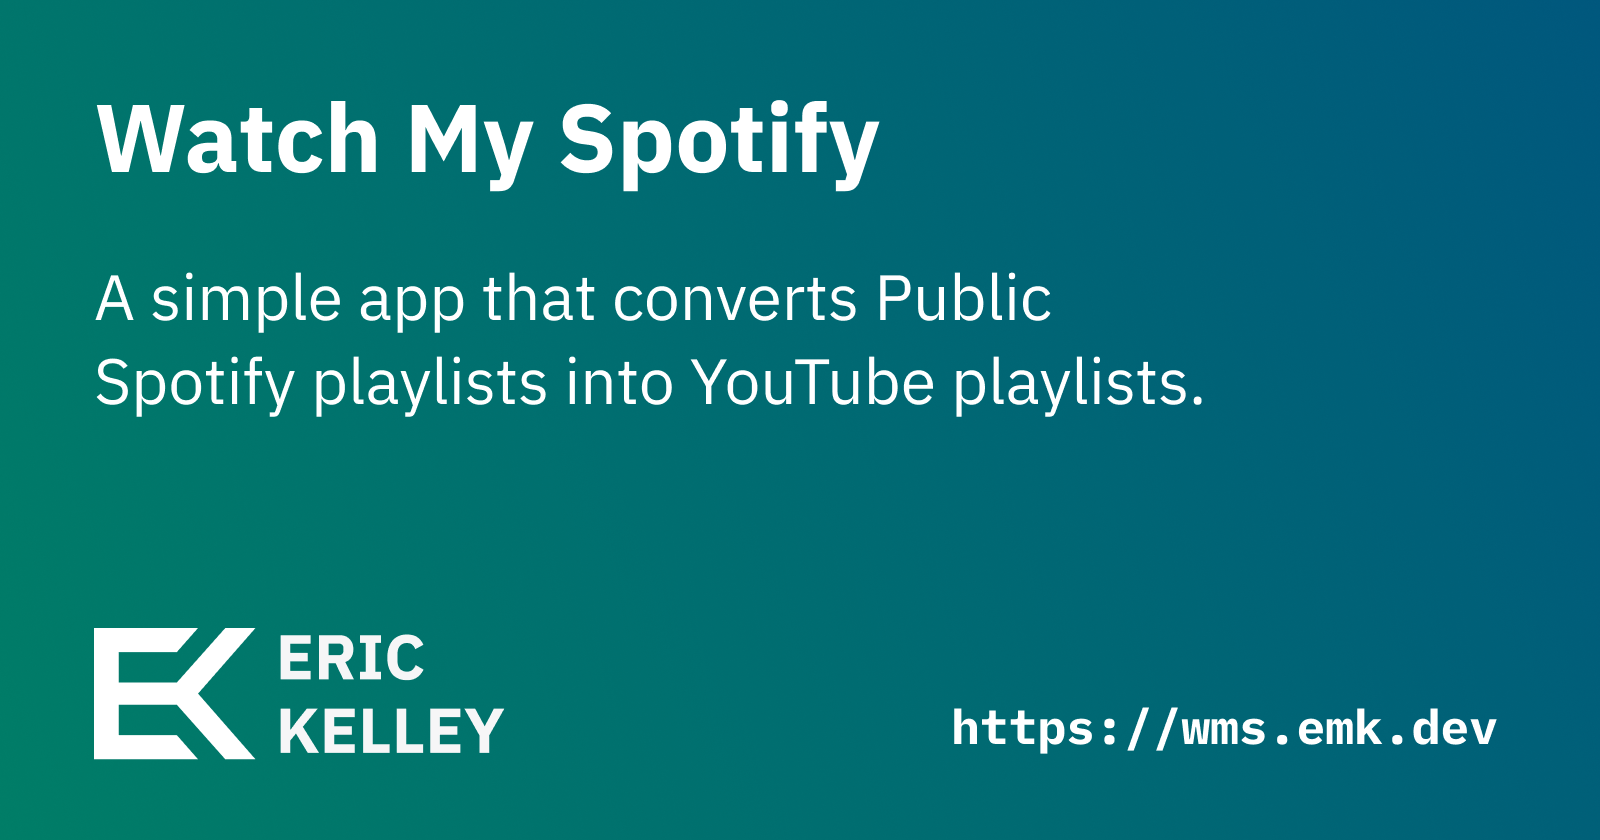 Watch My Spotify
A simple app that converts Public
Spotify playlists into YouTube playlists.
EK
ERIC
KELLEY
https://wms.emk.dev